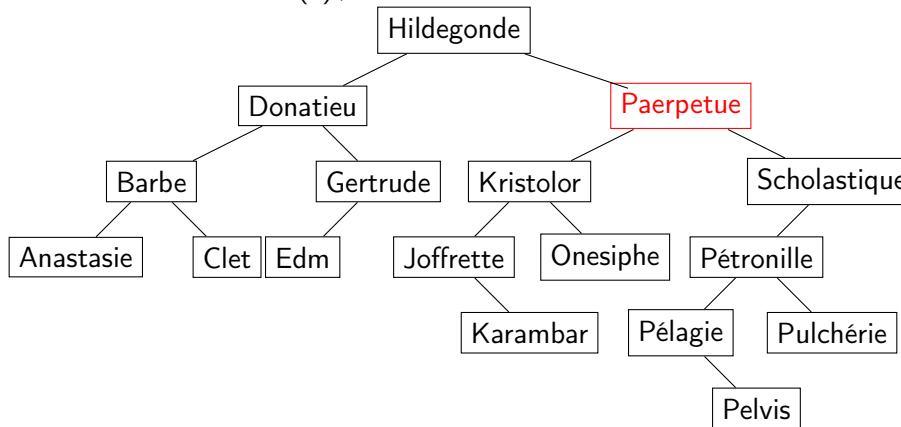 Hildegonde
Donatieu Paerpetue
Barbe Gertrude Kristolor Scholastique
Anastasie Clet Edm Joffrette Onesiphe Pétronille
Karambar Pélagie Pulchérie
Pelvis